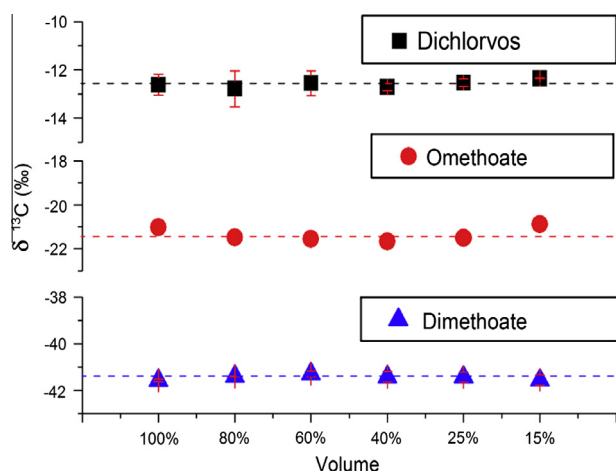 -10
-12
-14
Dichlorvos
-18
-20
-22
Omethoate
-38
-40
-42
Dimethoate
δ ¹³C (‰)
100% 80% 60% 40% 25% 15%
Volume